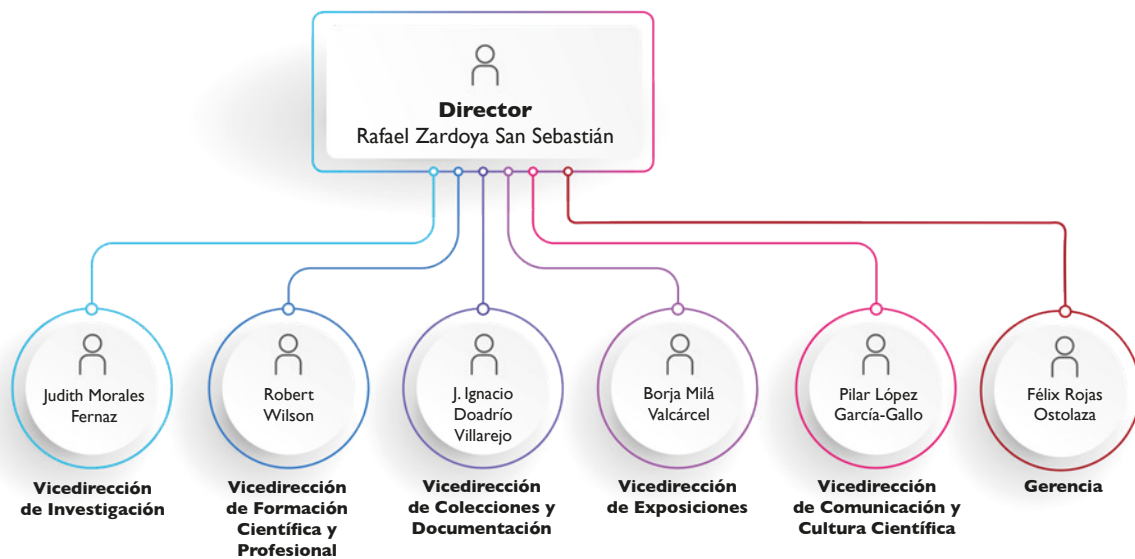 Director
Rafael Zardoya San Sebastián
Judith Morales
Fernaz
Vicedirección
de Investigación
Robert
Wilson
Vicedirección
de Formación
Científica y
Profesional
J. Ignacio
Doadrío
Villarejo
Vicedirección
de Colecciones y
Documentación
Borja Milá
Valcárcel
Vicedirección
de Exposiciones
Pilar López
García-Gallo
Vicedirección
de Comunicación y
Cultura Científica
Félix Rojas
Ostolaza
Gerencia